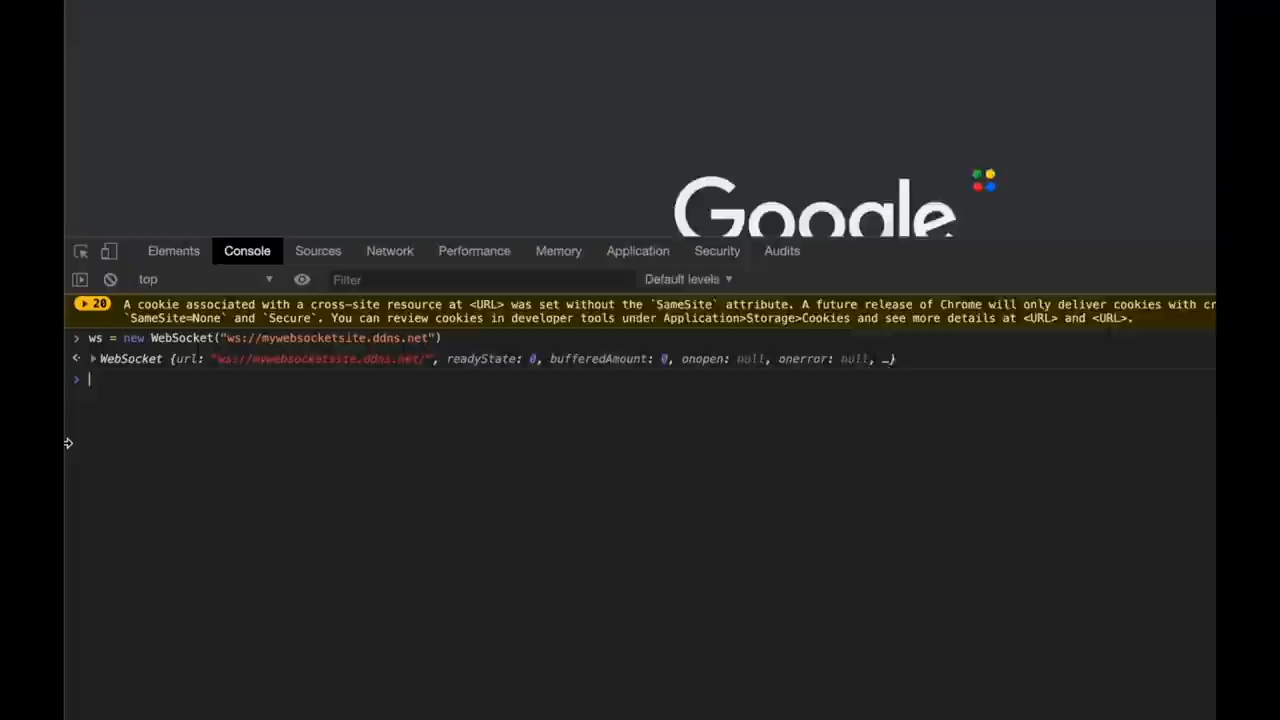 Google
Elements Console Sources Network Performance Memory Application Security Audits
top Filter Default levels
20 A cookie associated with a cross-site resource at <URL> was set without the `SameSite` attribute. A future release of Chrome will only deliver cookies with cr
`SameSite=None` and `Secure`. You can review cookies in developer tools under Application>Storage>Cookies and see more details at <URL> and <URL>.
> ws = new WebSocket("ws://mywebsocketsite.ddns.net")
WebSocket {url: "ws://mywebsocketsite.ddns.net/", readyState: 0, bufferedAmount: 0, onopen: null, onerror: null, …}
>